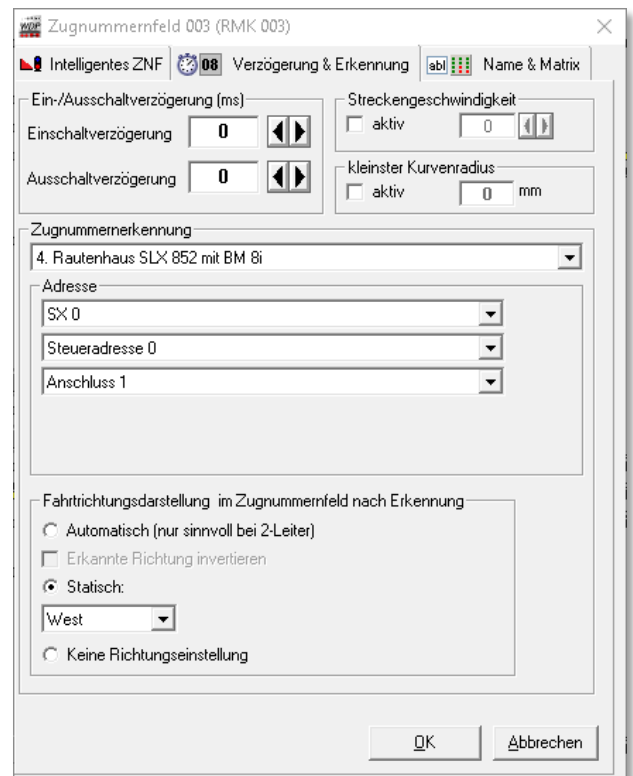 WDP Zugnummernfeld 003 (RMK 003)
Intelligentes ZNF 08 Verzögerung & Erkennung abl Name & Matrix
Ein-/Ausschaltverzögerung (ms)
Einschaltverzögerung 0
Ausschaltverzögerung 0
Streckengeschwindigkeit
aktiv 0
kleinster Kurvenradius
aktiv 0 mm
Zugnummernerkennung
4. Rautenhaus SLX 852 mit BM 8i
Adresse
SX 0
Steueradresse 0
Anschluss 1
Fahrtrichtungsdarstellung im Zugnummernfeld nach Erkennung
Automatisch (nur sinnvoll bei 2-Leiter)
Erkannte Richtung invertieren
Statisch:
West
Keine Richtungseinstellung
OK Abbrechen